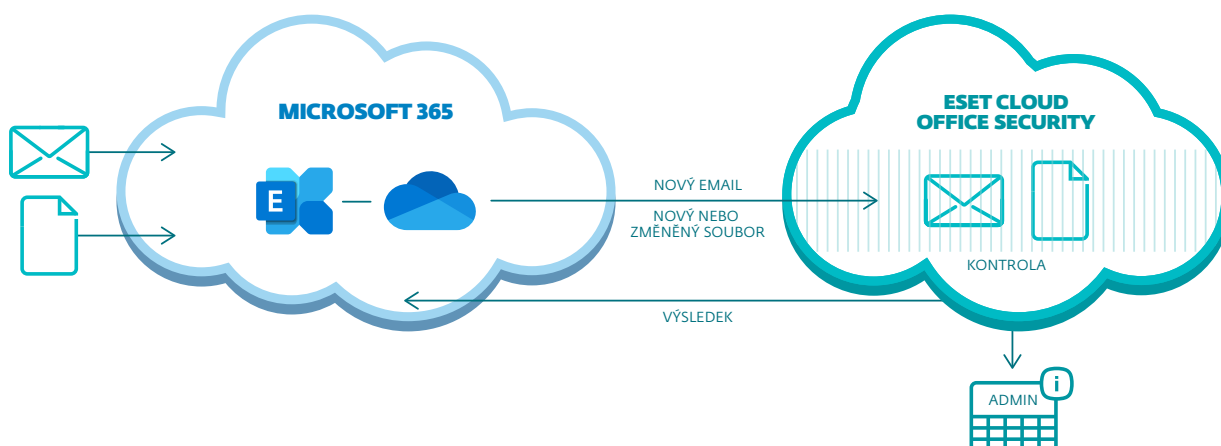 MICROSOFT 365
E
NOVÝ EMAIL
NOVÝ NEBO
ZMĚNĚNÝ SOUBOR
ESET CLOUD
OFFICE SECURITY
KONTROLA
VÝSLEDEK
i
ADMIN